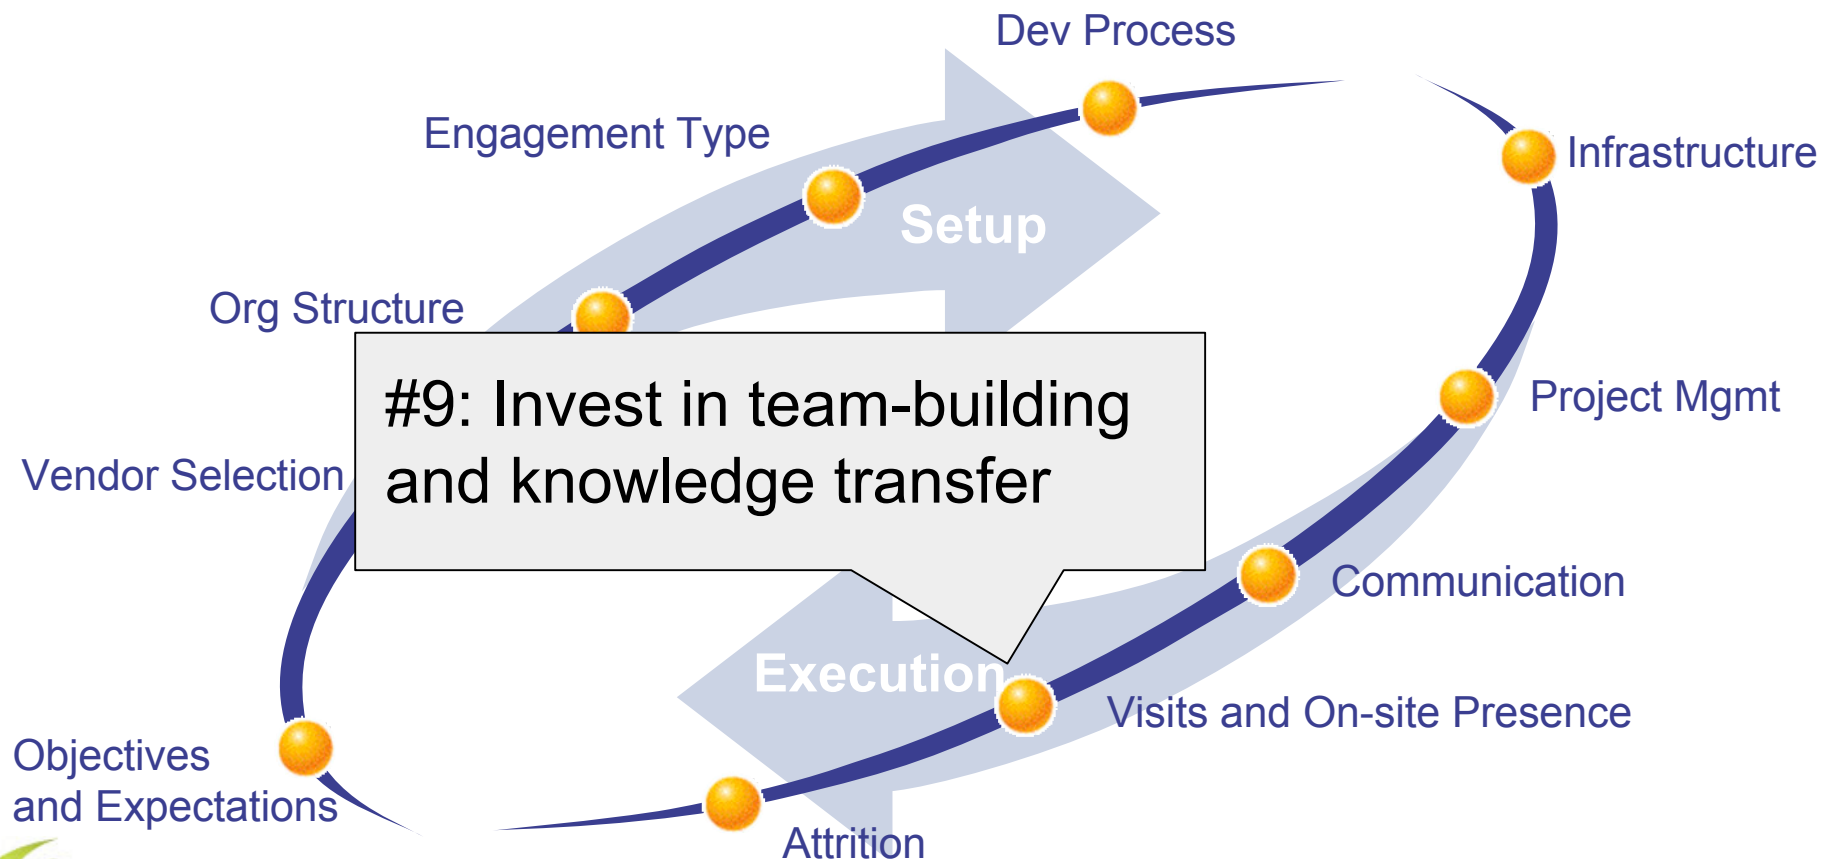 Dev Process
Engagement Type
Infrastructure
Setup
Org Structure
#9: Invest in team-building
and knowledge transfer
Project Mgmt
Vendor Selection
Communication
Execution
Visits and On-site Presence
Objectives
and Expectations
Attrition